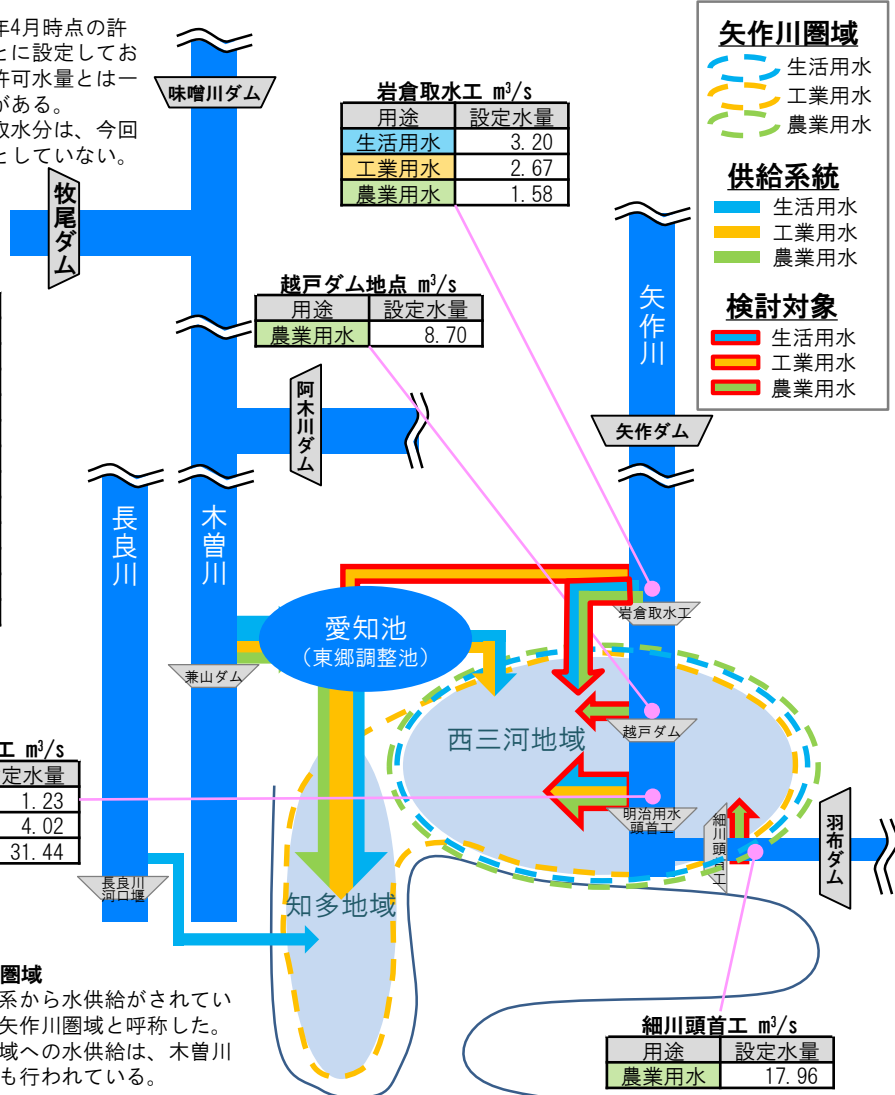 年4月時点の許
とに設定してお
許可水量とは一
がある。
取水分は、今回
としていない。
味噌川ダム
牧尾ダム
岩倉取水工 m³/s
用途 設定水量
生活用水 3.20
工業用水 2.67
農業用水 1.58
矢作川圏域
生活用水
工業用水
農業用水
供給系統
生活用水
工業用水
農業用水
検討対象
生活用水
工業用水
農業用水
越戸ダム地点 m³/s
用途 設定水量
農業用水 8.70
矢作川
阿木川ダム
矢作ダム
長良川
木曽川
愛知池
（東郷調整池）
岩倉取水工
兼山ダム
西三河地域
越戸ダム
工 m³/s
定水量
1.23
4.02
31.44
明治用水
頭首工
細川頭首工
羽布ダム
長良川
河口堰
知多地域
圏域
系から水供給がされてい
矢作川圏域と呼称した。
域への水供給は、木曽川
も行われている。
細川頭首工 m³/s
用途 設定水量
農業用水 17.96